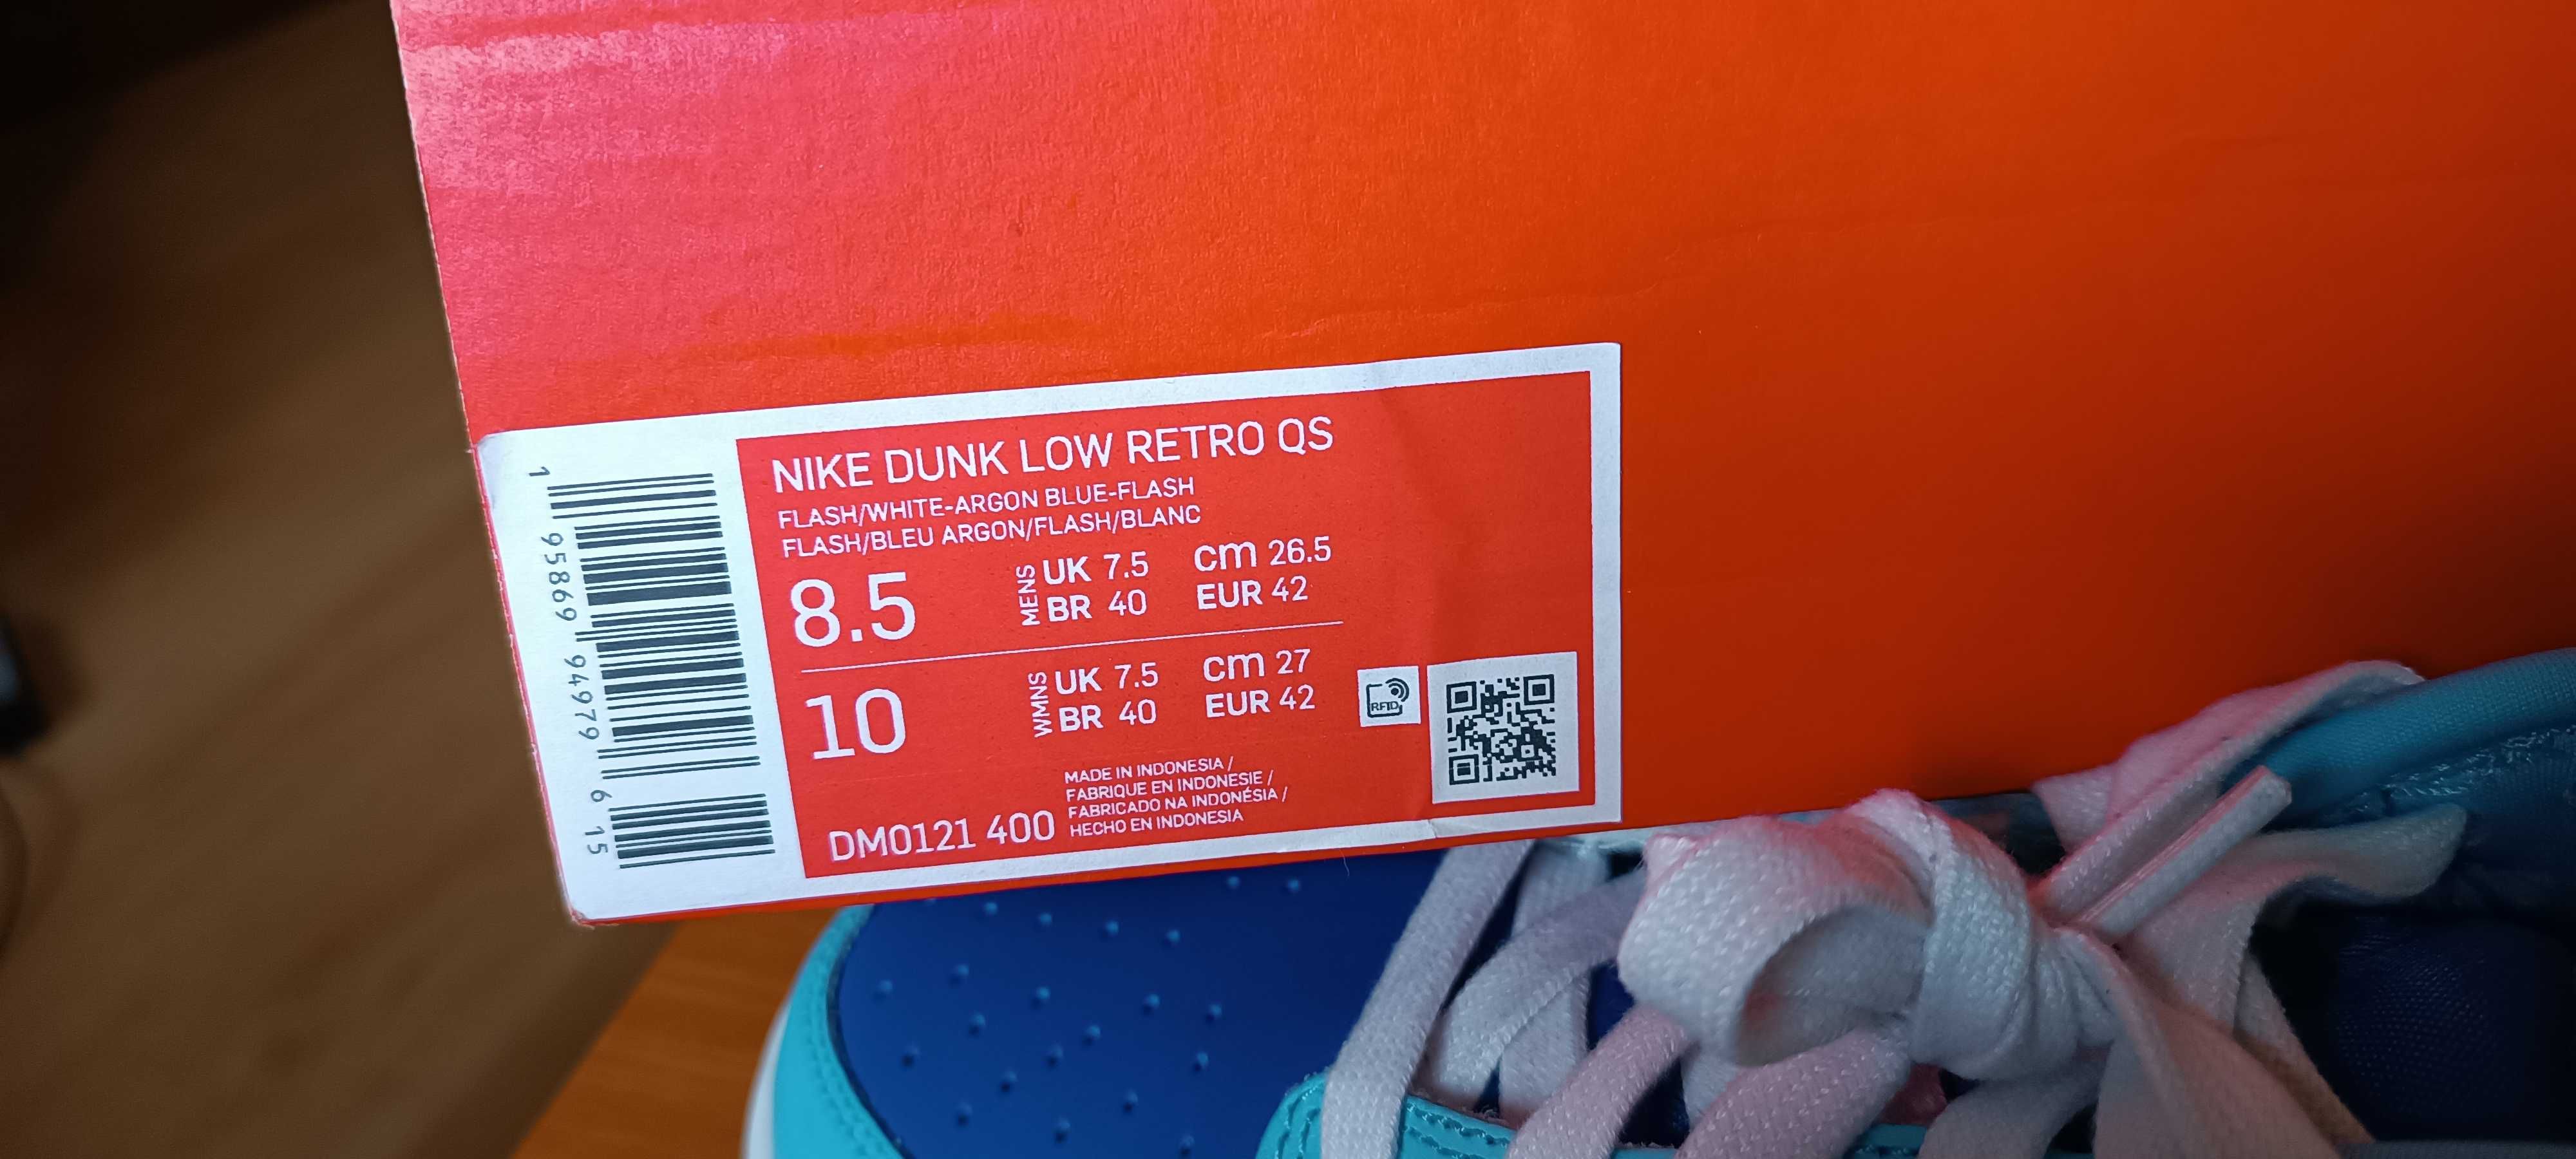 NIKE DUNK LOW RETRO QS
FLASH/WHITE-ARGON BLUE-FLASH
FLASH/BLEU ARGON/FLASH/BLANC
8.5
MENS
UK 7.5
cm 26.5
BR 40
EUR 42
10
WMNS
UK 7.5
cm 27
BR 40
EUR 42
RFID
DM0121 400
MADE IN INDONESIA /
FABRIQUE EN INDONESIE /
FABRICADO NA INDONÉSIA /
HECHO EN INDONESIA
1 95869 94979 6 15